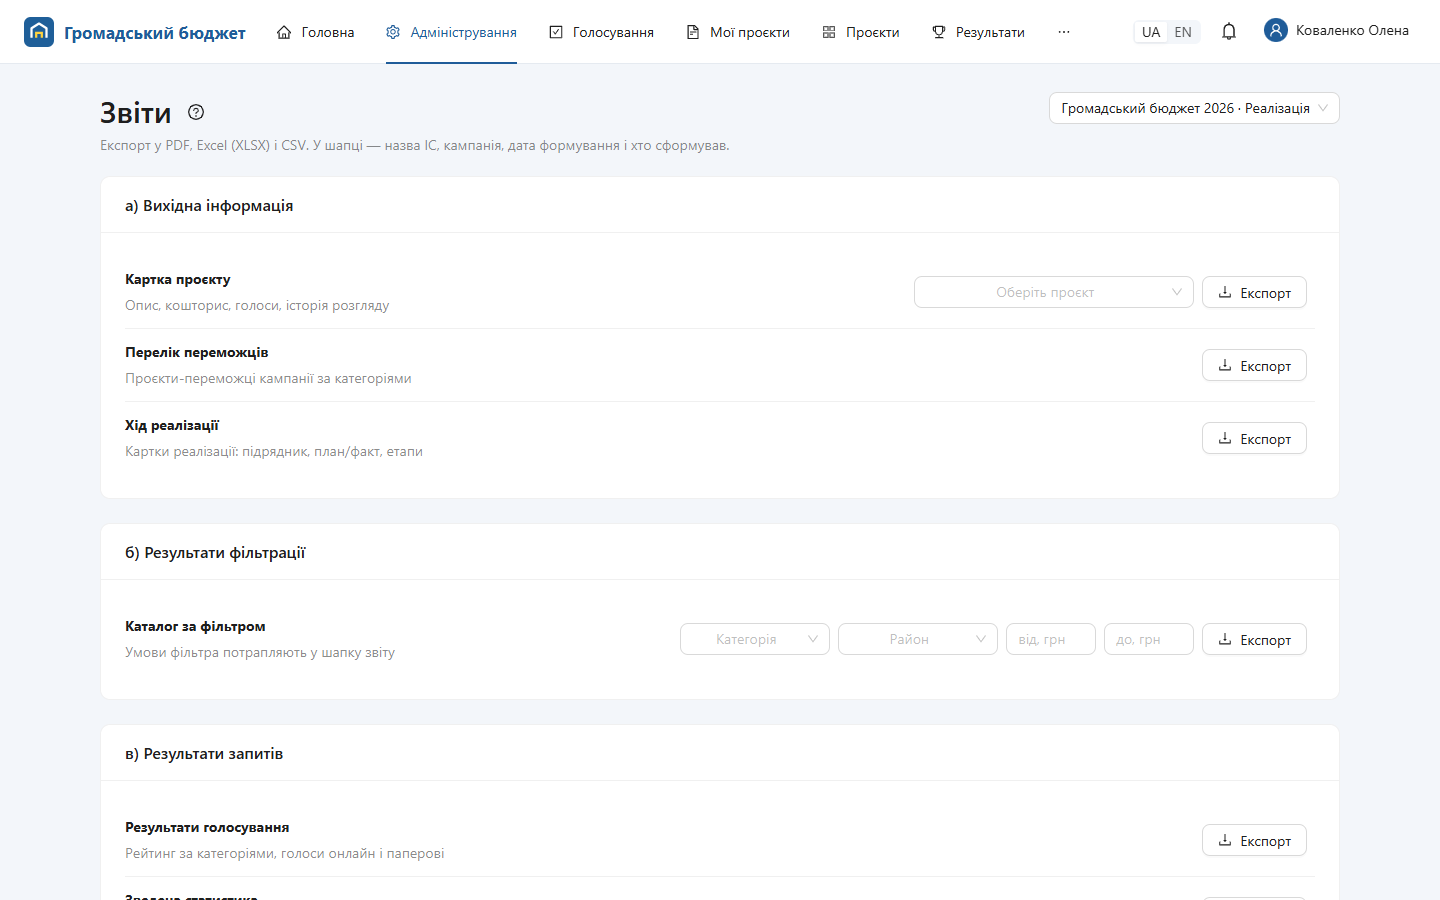 Громадський бюджет
Головна
Адміністрування
Голосування
Мої проєкти
Проєкти
Результати
···
UA EN
Коваленко Олена
Звіти
Громадський бюджет 2026 · Реалізація
Експорт у PDF, Excel (XLSX) і CSV. У шапці — назва ІС, кампанія, дата формування і хто сформував.
а) Вихідна інформація
Картка проєкту
Опис, кошторис, голоси, історія розгляду
Оберіть проєкт
Експорт
Перелік переможців
Проєкти-переможці кампанії за категоріями
Експорт
Хід реалізації
Картки реалізації: підрядник, план/факт, етапи
Експорт
б) Результати фільтрації
Каталог за фільтром
Умови фільтра потрапляють у шапку звіту
Категорія
Район
від, грн
до, грн
Експорт
в) Результати запитів
Результати голосування
Рейтинг за категоріями, голоси онлайн і паперові
Експорт
Зведена статистика